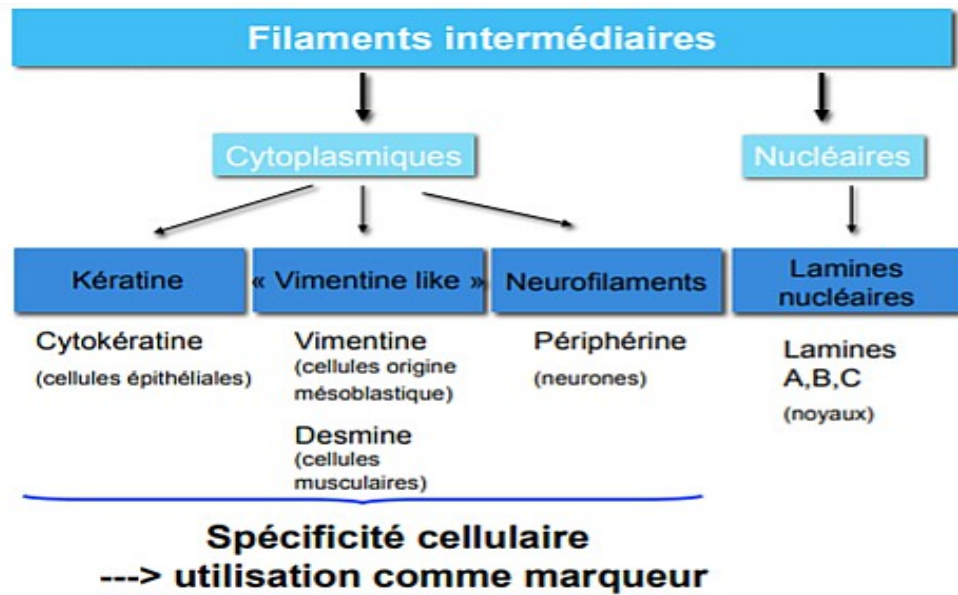 Filaments intermédiaires
Cytoplasmiques
Nucléaires
Kératine
« Vimentine like »
Neurofilaments
Lamines
nucléaires
Cytokératine
(cellules épithéliales)
Vimentine
(cellules origine
mésoblastique)
Desmine
(cellules
musculaires)
Périphérine
(neurones)
Lamines
A,B,C
(noyaux)
Spécificité cellulaire
---> utilisation comme marqueur